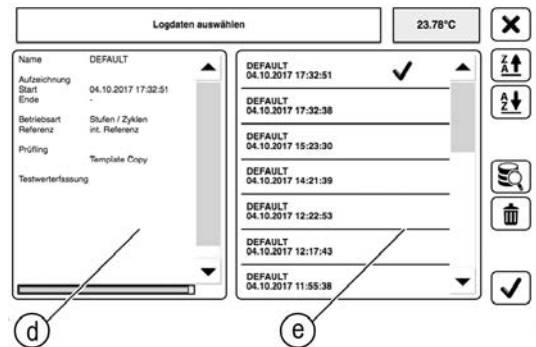 Logdaten auswählen
23.78°C
Name DEFAULT
Aufzeichnung
Start 04.10.2017 17:32:51
Ende -
Betriebsart Stufen / Zyklen
Referenz int. Referenz
Prüfling
Template Copy
Testwerterfsssung
DEFAULT
04.10.2017 17:32:51
DEFAULT
04.10.2017 17:32:38
DEFAULT
04.10.2017 15:23:30
DEFAULT
04.10.2017 14:21:39
DEFAULT
04.10.2017 12:22:53
DEFAULT
04.10.2017 12:17:43
DEFAULT
04.10.2017 11:55:38
Z
A
A
Z
d
e